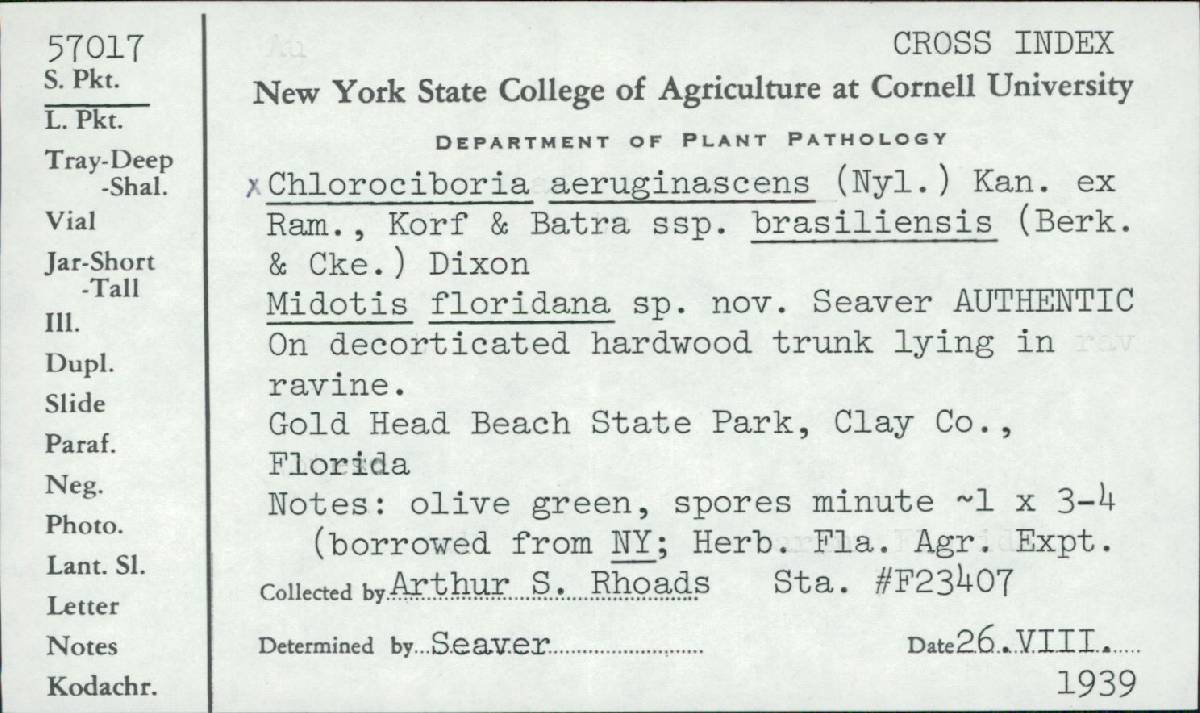 57017
S. Pkt.
L. Pkt.
Tray-Deep
-Shal.
Vial
Jar-Short
-Tall
Ill.
Dupl.
Slide
Paraf.
Neg.
Photo.
Lant. Sl.
Letter
Notes
Kodachr.
CROSS INDEX
New York State College of Agriculture at Cornell University
DEPARTMENT OF PLANT PATHOLOGY
x Chlorociboria aeruginascens (Nyl.) Kan. ex
Ram., Korf & Batra ssp. brasiliensis (Berk.
& Cke.) Dixon
Midotis floridana sp. nov. Seaver AUTHENTIC
On decorticated hardwood trunk lying in
ravine.
Gold Head Beach State Park, Clay Co.,
Florida
Notes: olive green, spores minute ~1 x 3-4
(borrowed from NY; Herb. Fla. Agr. Expt.
Collected by Arthur S. Rhoads Sta. #F23407
Determined by Seaver Date 26.VIII.
1939